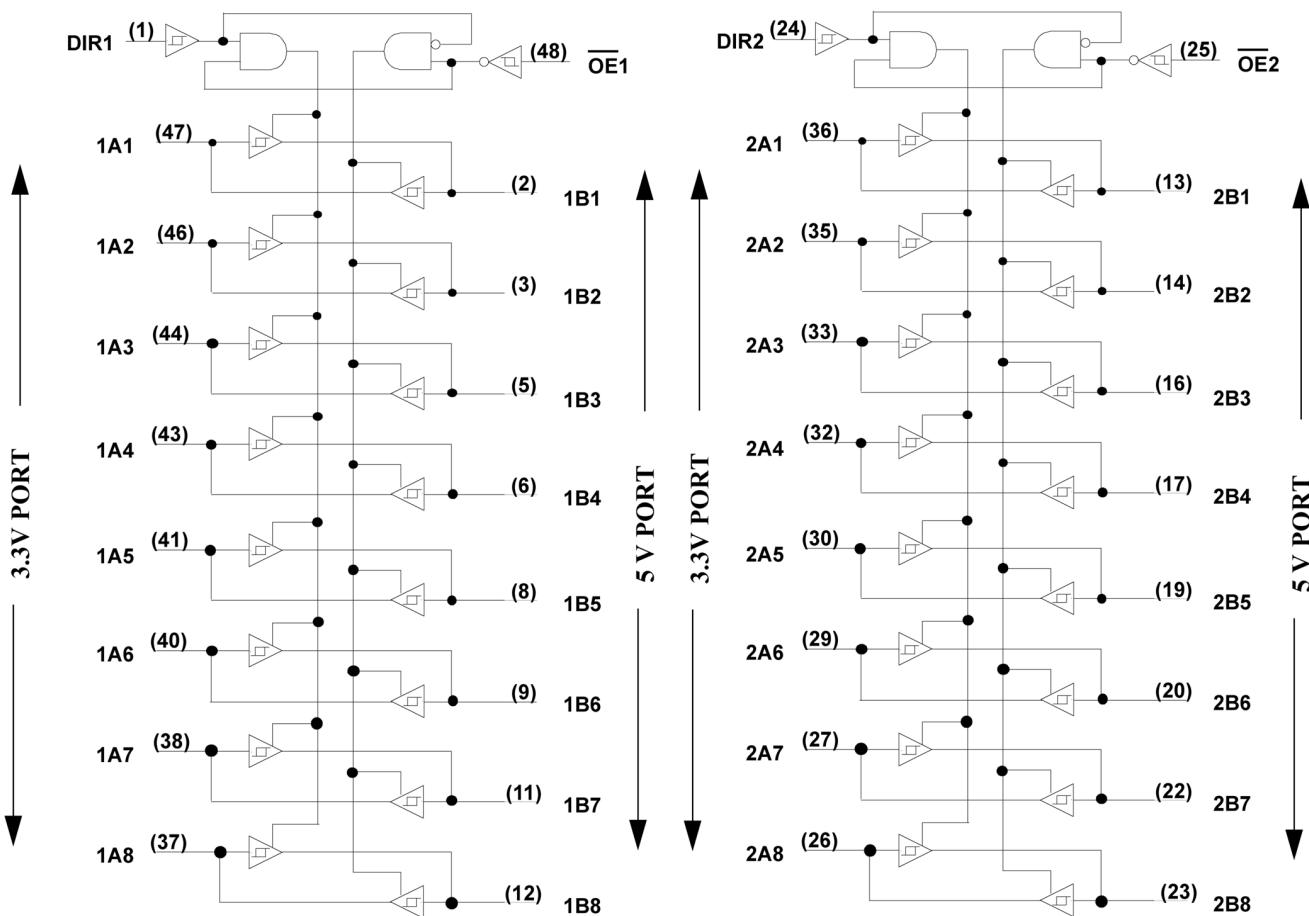 DIR1 (1) (48) OE1
1A1 (47) (2) 1B1
1A2 (46) (3) 1B2
1A3 (44) (5) 1B3
1A4 (43) (6) 1B4
1A5 (41) (8) 1B5
1A6 (40) (9) 1B6
1A7 (38) (11) 1B7
1A8 (37) (12) 1B8
3.3V PORT
5 V PORT
DIR2 (24) (25) OE2
2A1 (36) (13) 2B1
2A2 (35) (14) 2B2
2A3 (33) (16) 2B3
2A4 (32) (17) 2B4
2A5 (30) (19) 2B5
2A6 (29) (20) 2B6
2A7 (27) (22) 2B7
2A8 (26) (23) 2B8
3.3V PORT
5 V PORT